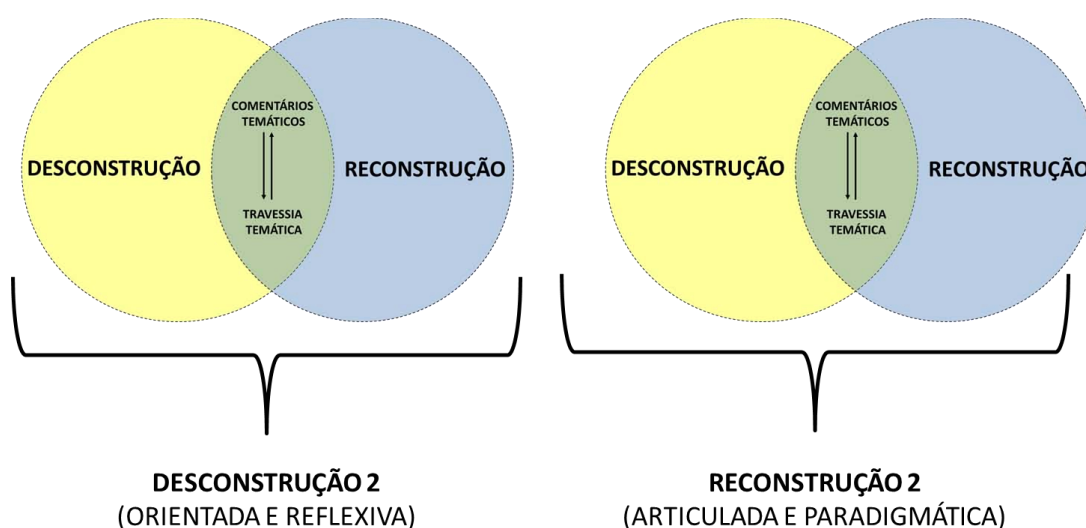 COMENTÁRIOS
TEMÁTICOS
DESCONSTRUÇÃO
RECONSTRUÇÃO
TRAVESSIA
TEMÁTICA
DESCONSTRUÇÃO 2
(ORIENTADA E REFLEXIVA)
COMENTÁRIOS
TEMÁTICOS
DESCONSTRUÇÃO
RECONSTRUÇÃO
TRAVESSIA
TEMÁTICA
RECONSTRUÇÃO 2
(ARTICULADA E PARADIGMÁTICA)